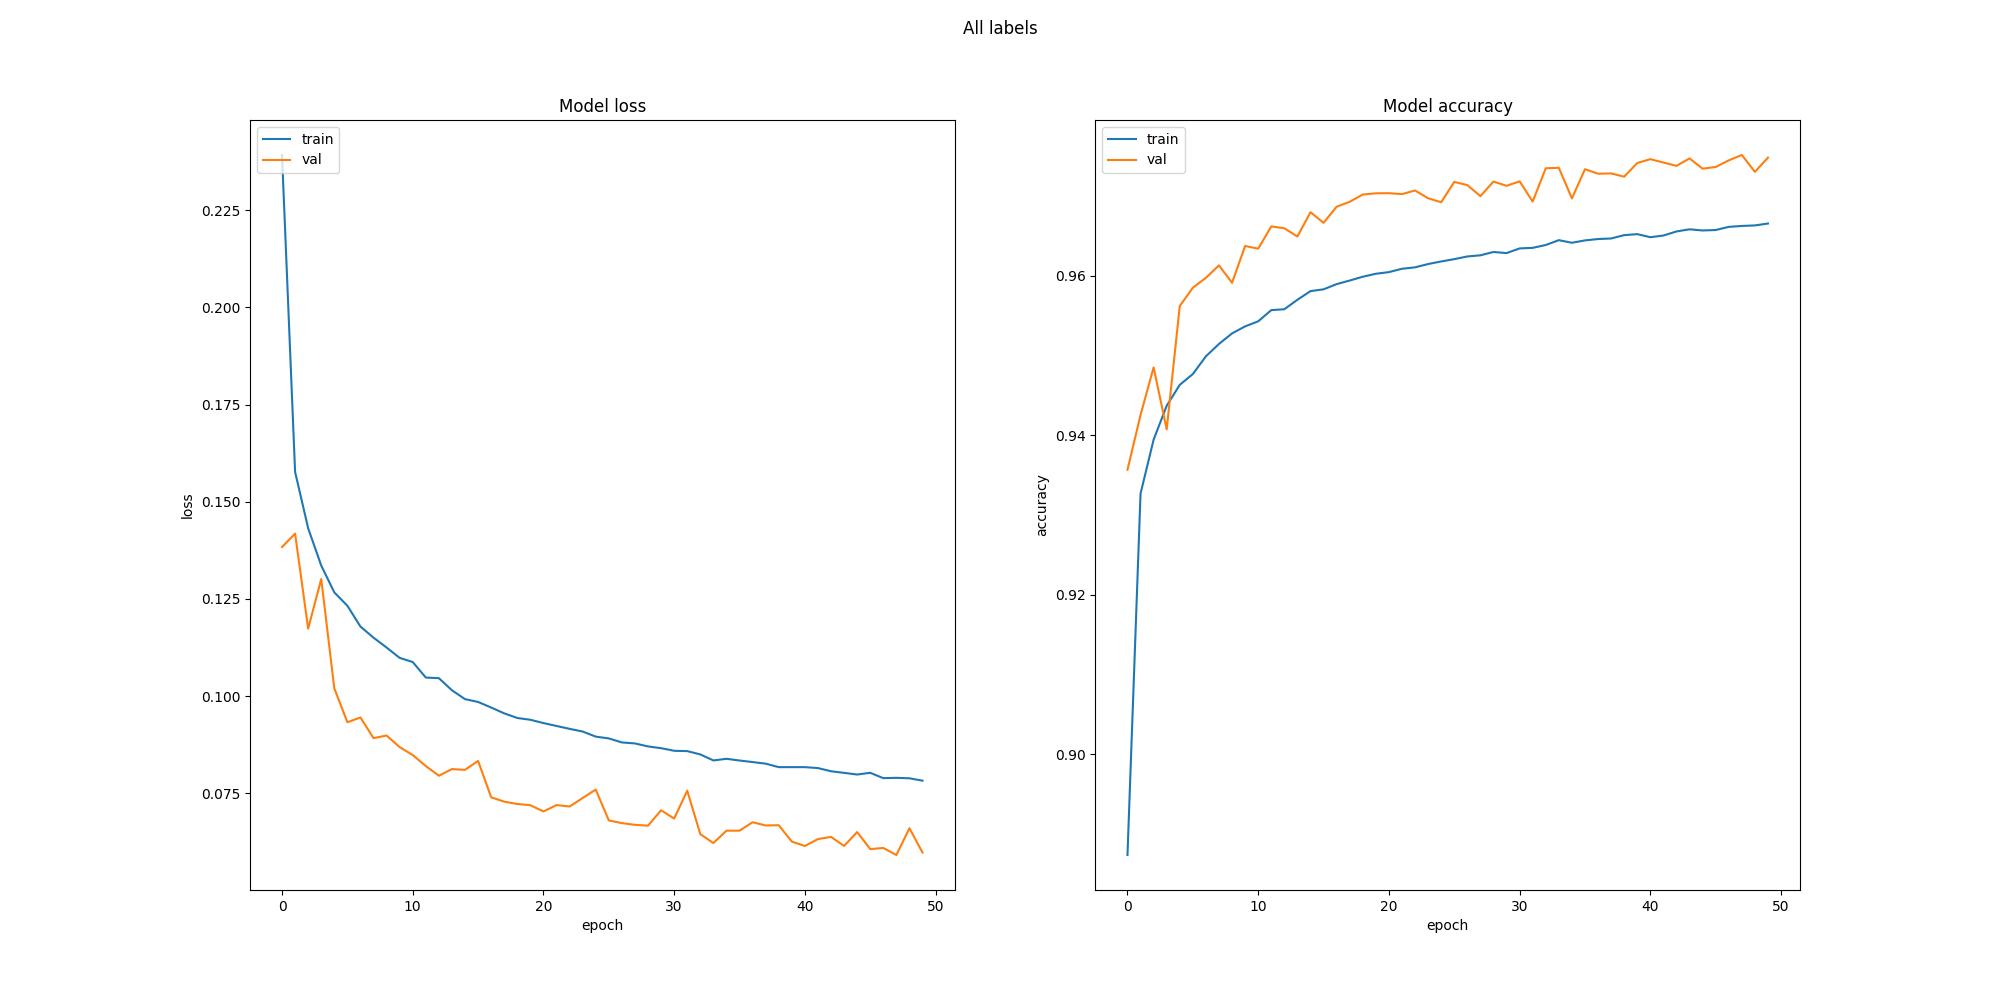 All labels
Model loss
train
val
0.225
0.200
0.175
0.150
0.125
0.100
0.075
loss
0 10 20 30 40 50
epoch
Model accuracy
train
val
0.96
0.94
0.92
0.90
accuracy
0 10 20 30 40 50
epoch